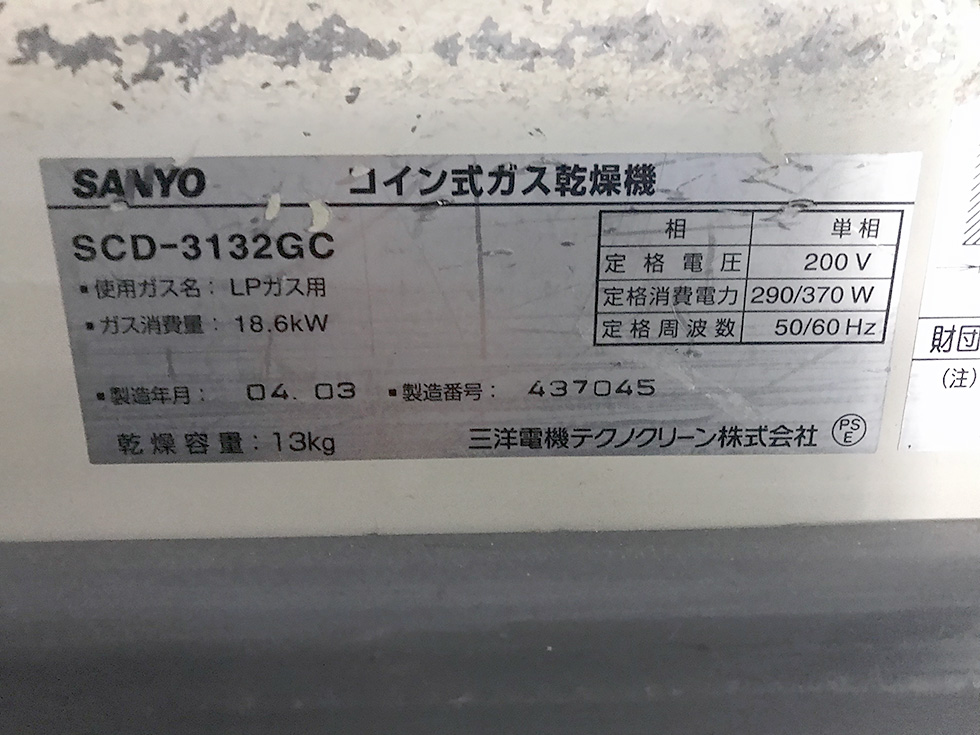 SANYO コイン式ガス乾燥機
SCD-3132GC
▪使用ガス名：LPガス用
▪ガス消費量：18.6kW
相 単相
定格電圧 200V
定格消費電力 290/370W
定格周波数 50/60Hz
▪製造年月： 04.03 ▪製造番号： 437045
乾燥容量：13kg
三洋電機テクノクリーン株式会社 PSE
財団
(注)